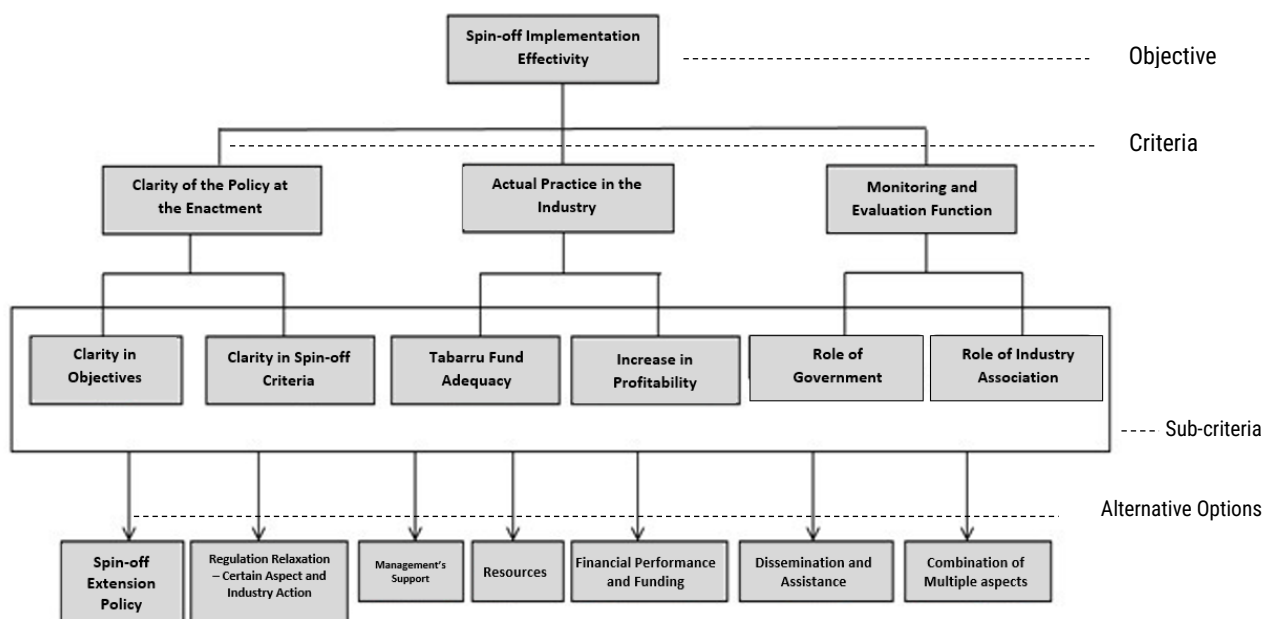 Spin-off Implementation
Effectivity
Objective
Criteria
Clarity of the Policy at
the Enactment
Actual Practice in the
Industry
Monitoring and
Evaluation Function
Clarity in
Objectives
Clarity in Spin-off
Criteria
Tabarru Fund
Adequacy
Increase in
Profitability
Role of
Government
Role of Industry
Association
Sub-criteria
Alternative Options
Spin-off
Extension
Policy
Regulation Relaxation
– Certain Aspect and
Industry Action
Management's
Support
Resources
Financial Performance
and Funding
Dissemination and
Assistance
Combination of
Multiple aspects